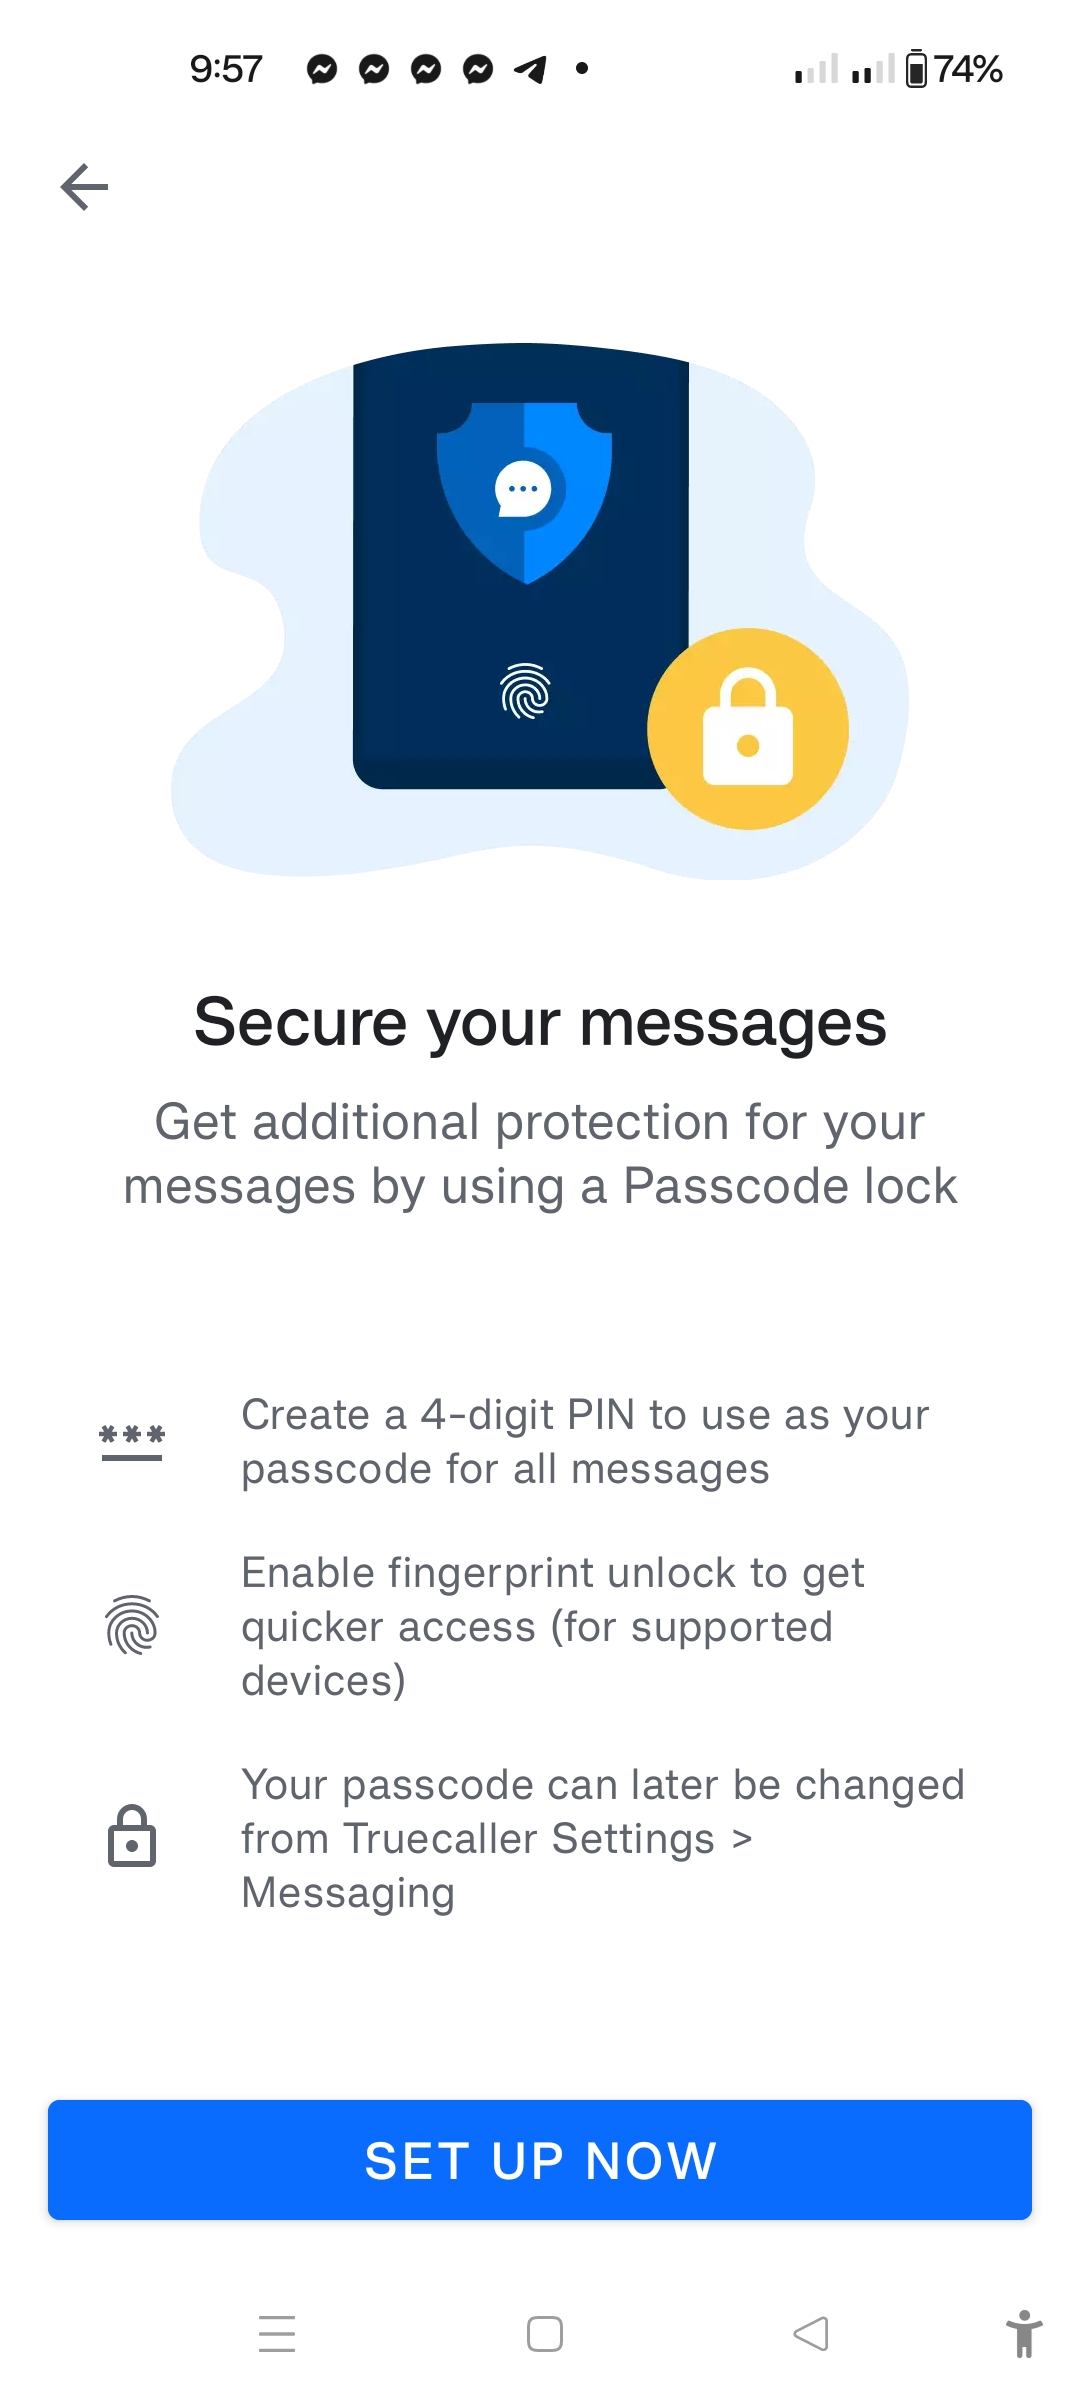 9:57
74%
Secure your messages
Get additional protection for your
messages by using a Passcode lock
Create a 4-digit PIN to use as your
passcode for all messages
Enable fingerprint unlock to get
quicker access (for supported
devices)
Your passcode can later be changed
from Truecaller Settings >
Messaging
SET UP NOW